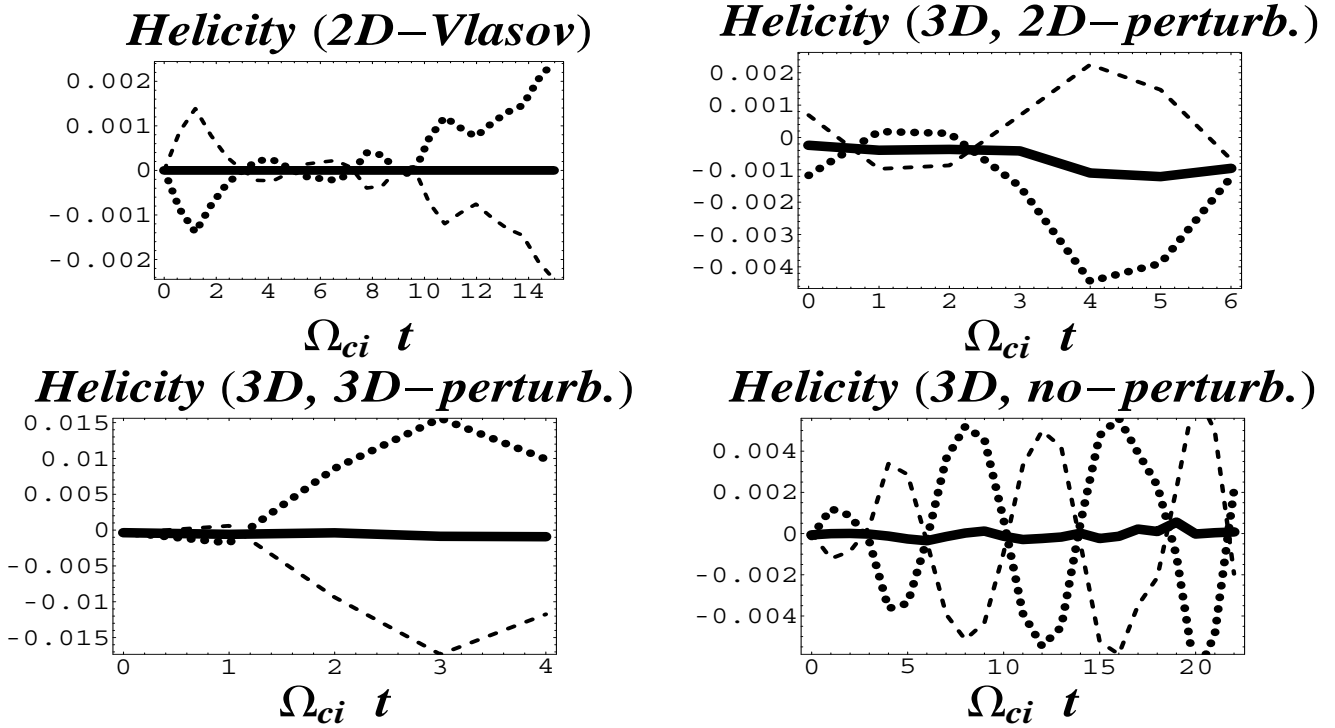 Helicity (2D−Vlasov)
0.002
0.001
0
-0.001
-0.002
0 2 4 6 8 10 12 14
Ωci t
Helicity (3D, 2D−perturb.)
0.002
0.001
0
-0.001
-0.002
-0.003
-0.004
0 1 2 3 4 5 6
Ωci t
Helicity (3D, 3D−perturb.)
0.015
0.01
0.005
0
-0.005
-0.01
-0.015
0 1 2 3 4
Ωci t
Helicity (3D, no−perturb.)
0.004
0.002
0
-0.002
-0.004
0 5 10 15 20
Ωci t